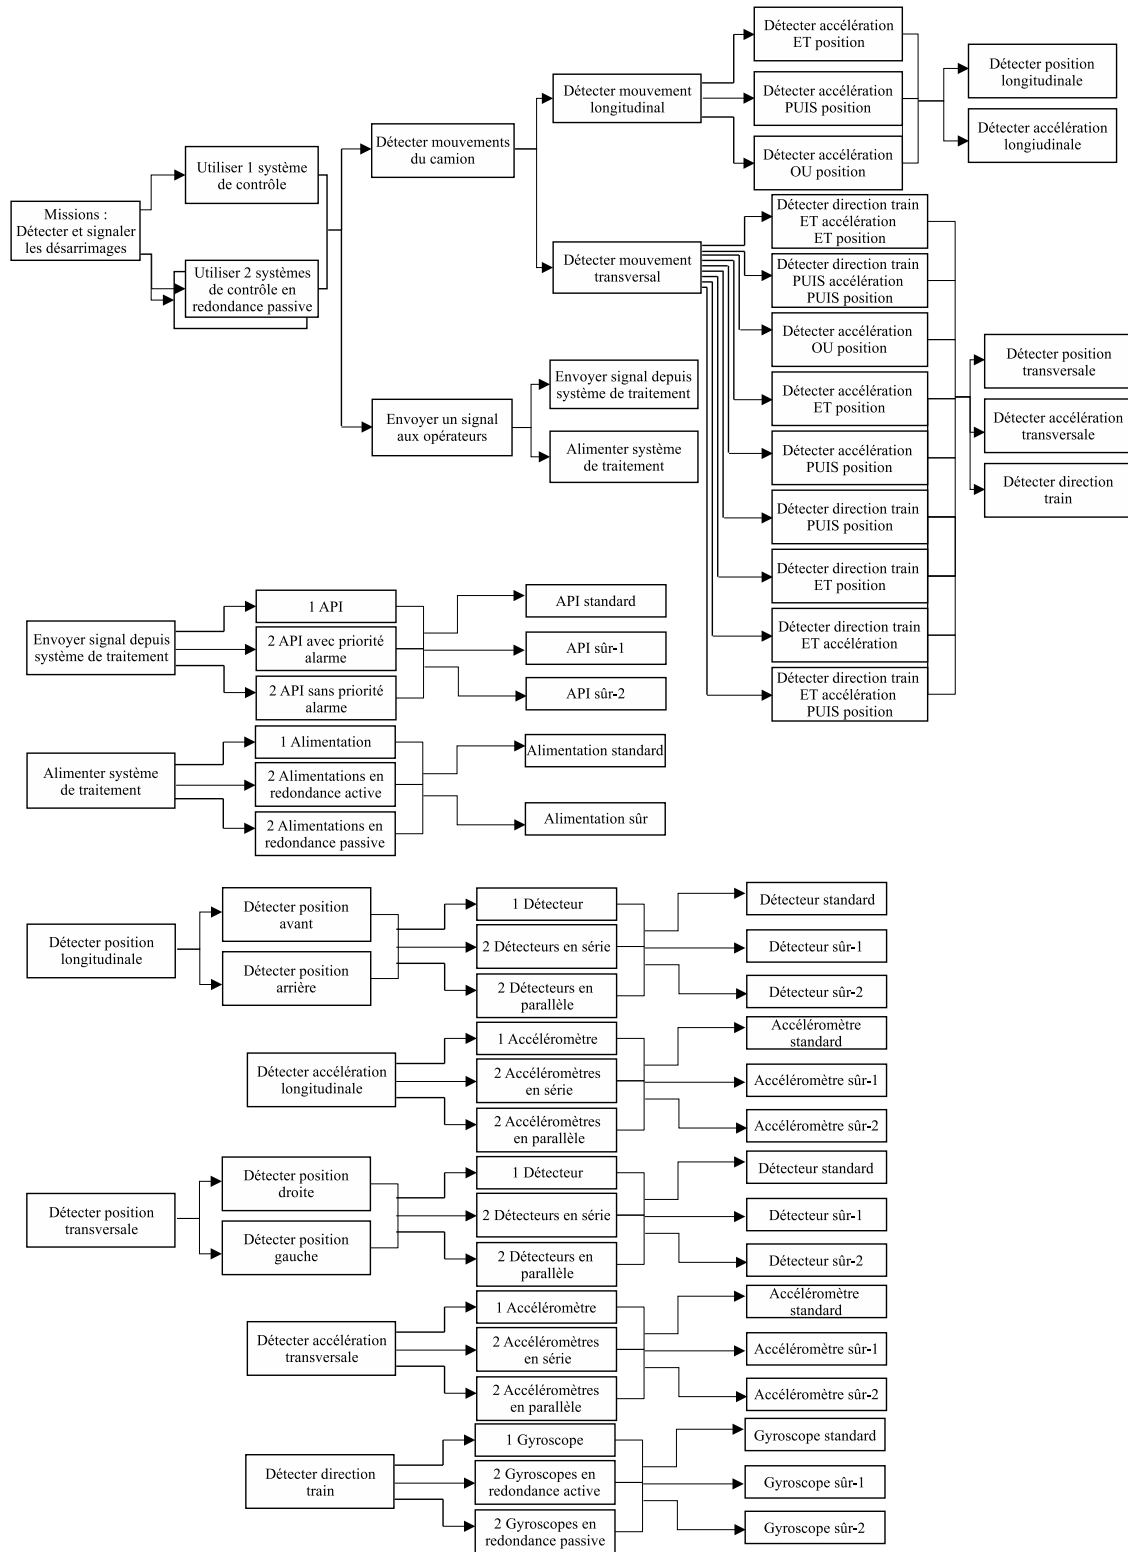 Missions :
Détecter et signaler
les désarrimages
Utiliser 1 système
de contrôle
Utiliser 2 systèmes
de contrôle en
redondance passive
Détecter mouvements
du camion
Envoyer un signal
aux opérateurs
Détecter mouvement
longitudinal
Détecter mouvement
transversal
Envoyer signal depuis
système de traitement
Alimenter système
de traitement
Détecter accélération
ET position
Détecter accélération
PUIS position
Détecter accélération
OU position
Détecter position
longitudinale
Détecter accélération
longiudinale
Détecter direction train
ET accélération
ET position
Détecter direction train
PUIS accélération
PUIS position
Détecter accélération
OU position
Détecter accélération
ET position
Détecter accélération
PUIS position
Détecter direction train
PUIS position
Détecter direction train
ET position
Détecter direction train
ET accélération
Détecter direction train
ET accélération
PUIS position
Détecter position
transversale
Détecter accélération
transversale
Détecter direction
train
Envoyer signal depuis
système de traitement
1 API
2 API avec priorité
alarme
2 API sans priorité
alarme
API standard
API sûr-1
API sûr-2
Alimenter système
de traitement
1 Alimentation
2 Alimentations en
redondance active
2 Alimentations en
redondance passive
Alimentation standard
Alimentation sûr
Détecter position
longitudinale
Détecter position
avant
Détecter position
arrière
1 Détecteur
2 Détecteurs en série
2 Détecteurs en
parallèle
Détecteur standard
Détecteur sûr-1
Détecteur sûr-2
Détecter accélération
longitudinale
1 Accéléromètre
2 Accéléromètres
en série
2 Accéléromètres
en parallèle
Accéléromètre
standard
Accéléromètre sûr-1
Accéléromètre sûr-2
Détecter position
transversale
Détecter position
droite
Détecter position
gauche
1 Détecteur
2 Détecteurs en série
2 Détecteurs en
parallèle
Détecteur standard
Détecteur sûr-1
Détecteur sûr-2
Détecter accélération
transversale
1 Accéléromètre
2 Accéléromètres
en série
2 Accéléromètres
en parallèle
Accéléromètre
standard
Accéléromètre sûr-1
Accéléromètre sûr-2
Détecter direction
train
1 Gyroscope
2 Gyroscopes en
redondance active
2 Gyroscopes en
redondance passive
Gyroscope standard
Gyroscope sûr-1
Gyroscope sûr-2